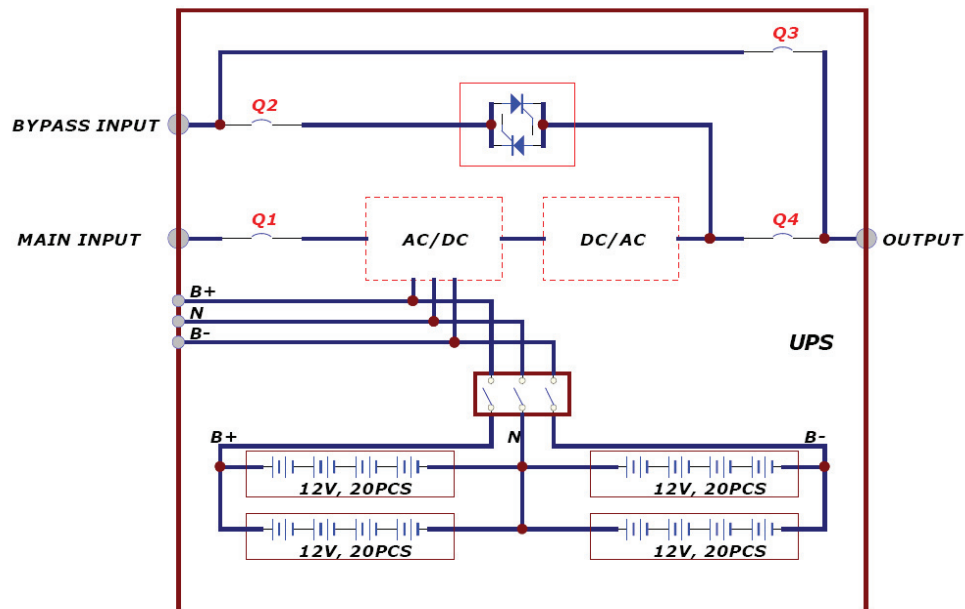 Q3
Q2
BYPASS INPUT
Q1
Q4
MAIN INPUT
AC/DC
DC/AC
OUTPUT
B+
N
B-
UPS
B+
N
B-
12V, 20PCS
12V, 20PCS
12V, 20PCS
12V, 20PCS